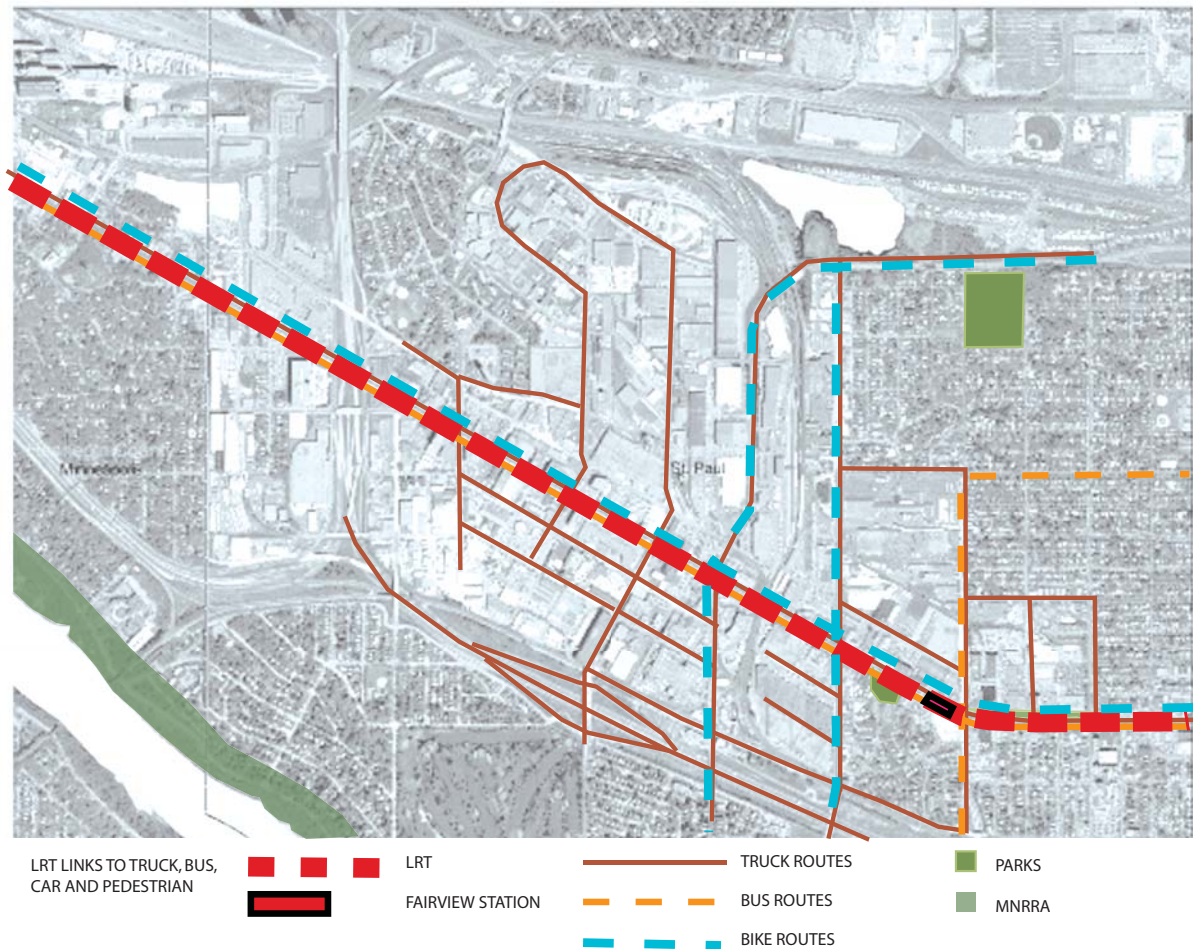 Minneapolis
St. Paul
LRT LINKS TO TRUCK, BUS,
CAR AND PEDESTRIAN
LRT
FAIRVIEW STATION
TRUCK ROUTES
BUS ROUTES
BIKE ROUTES
PARKS
MNRRA